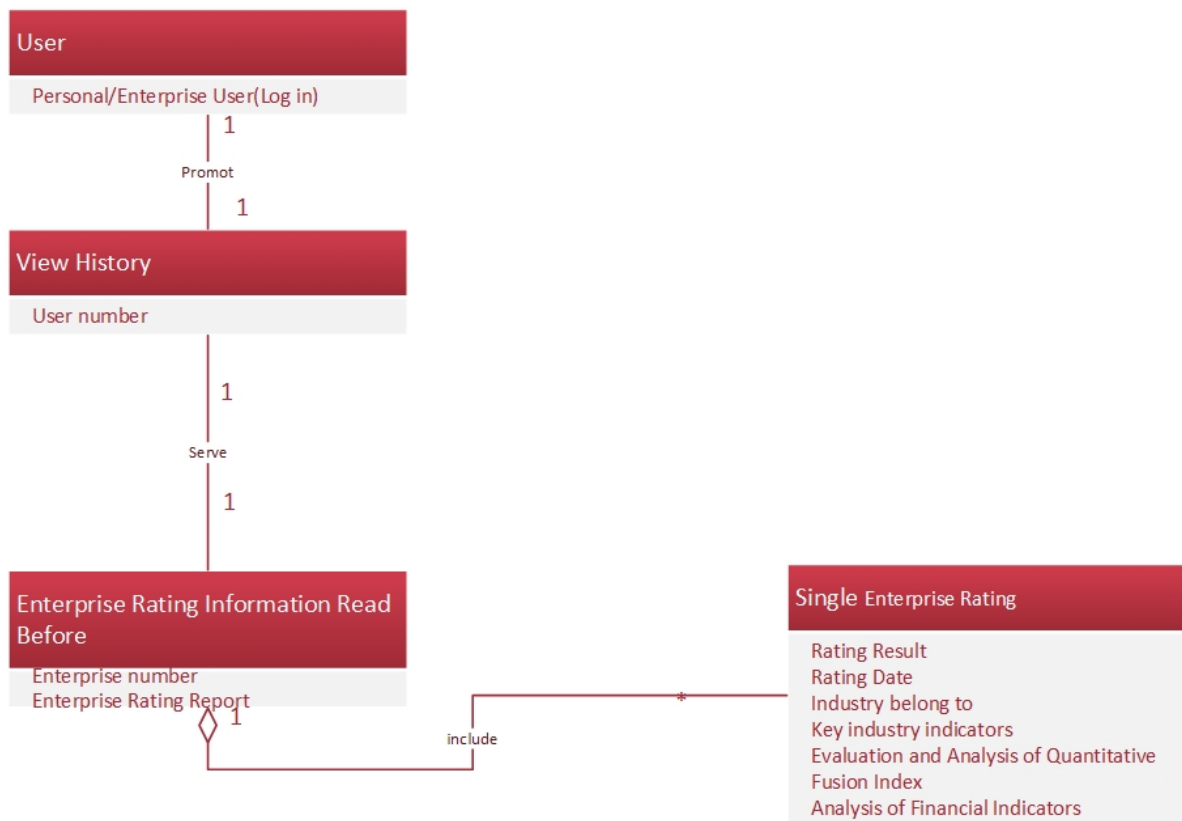 User
Personal/Enterprise User(Log in)
1
Promot
1
View History
User number
1
Serve
1
Enterprise Rating Information Read
Before
Enterprise number
Enterprise Rating Report
1
include
*
Single Enterprise Rating
Rating Result
Rating Date
Industry belong to
Key industry indicators
Evaluation and Analysis of Quantitative
Fusion Index
Analysis of Financial Indicators